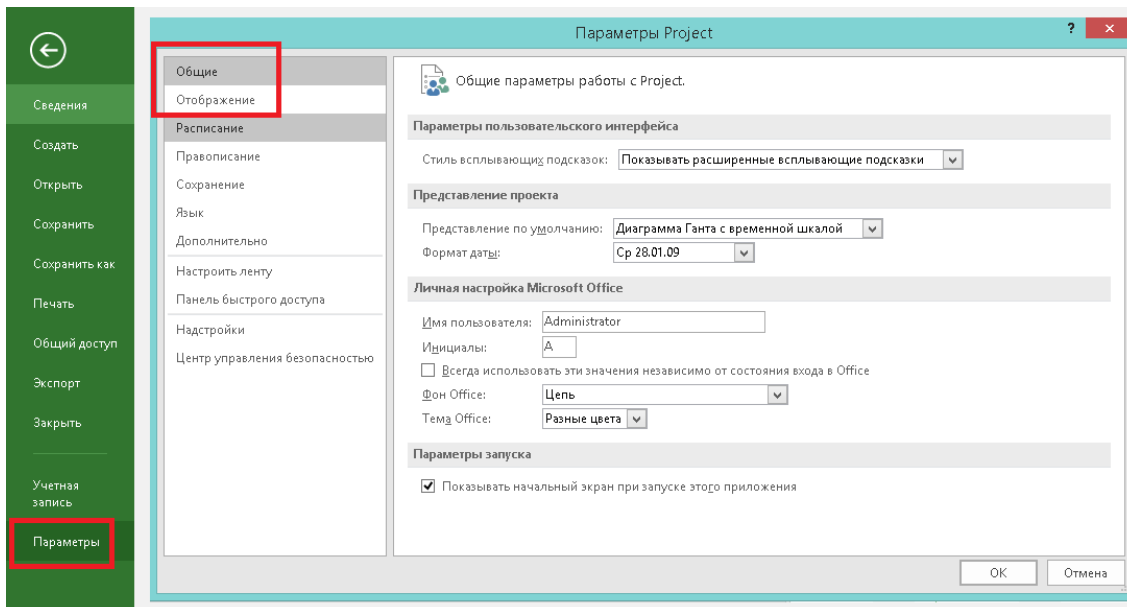 Параметры Project
?
Сведения
Создать
Открыть
Сохранить
Сохранить как
Печать
Общий доступ
Экспорт
Закрыть
Учетная
запись
Параметры
Общие
Отображение
Расписание
Правописание
Сохранение
Язык
Дополнительно
Настроить ленту
Панель быстрого доступа
Надстройки
Центр управления безопасностью
Общие параметры работы с Project.
Параметры пользовательского интерфейса
Стиль всплывающих подсказок: Показывать расширенные всплывающие подсказки
Представление проекта
Представление по умолчанию: Диаграмма Ганта с временной шкалой
Формат даты: Ср 28.01.09
Личная настройка Microsoft Office
Имя пользователя: Administrator
Инициалы: A
Всегда использовать эти значения независимо от состояния входа в Office
Фон Office: Цепь
Тема Office: Разные цвета
Параметры запуска
Показывать начальный экран при запуске этого приложения
OK Отмена